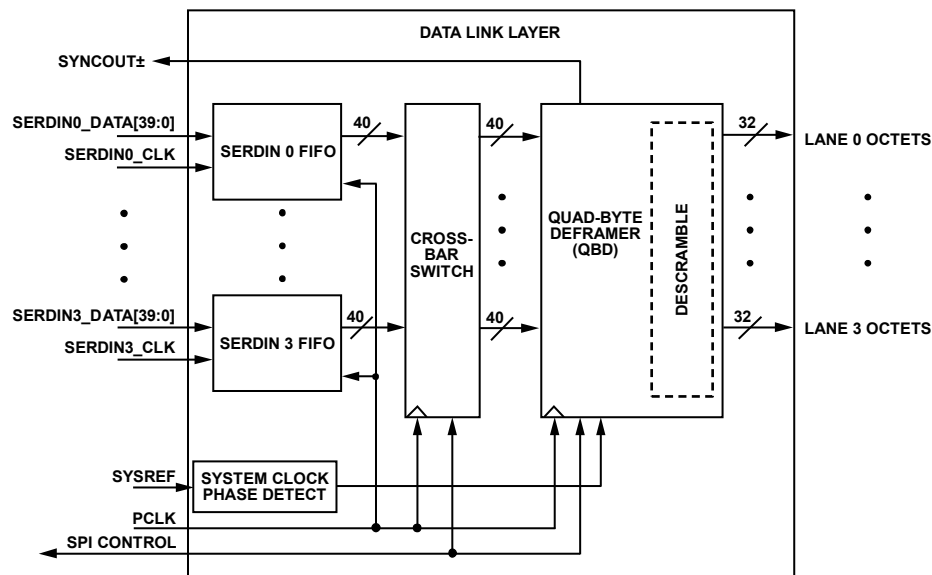 DATA LINK LAYER
SYNCOUT±
SERDIN0_DATA[39:0]
SERDIN0_CLK
SERDIN 0 FIFO
40
40
32
LANE 0 OCTETS
CROSS-
BAR
SWITCH
QUAD-BYTE
DEFRAMER
(QBD)
DESCRAMBLE
SERDIN3_DATA[39:0]
SERDIN3_CLK
SERDIN 3 FIFO
40
40
32
LANE 3 OCTETS
SYSREF
SYSTEM CLOCK
PHASE DETECT
PCLK
SPI CONTROL